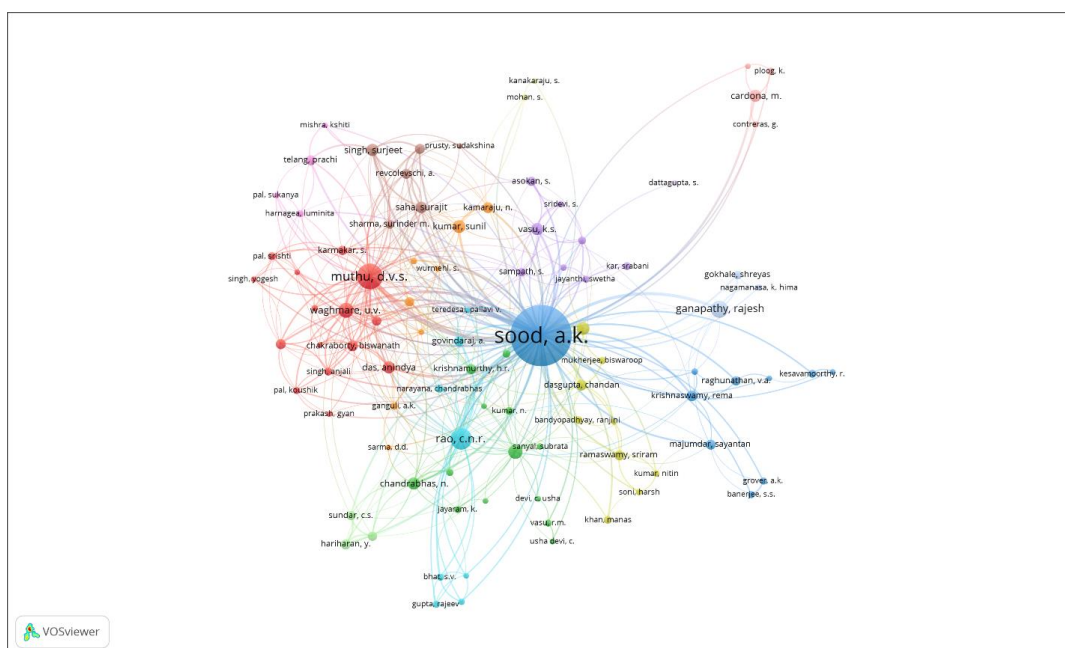 ploog, k.
kanakaraju, s.
mohan, s.
cardona, m.
contreras, g.
mishra, kshiti
singh, surjeet
prusty, sudakshina
telang, prachi
revcolevschi, a.
asokan, s.
dattagupta, s.
pal, sukanya
saha, surajit
kamaraju, n.
sridevi, s.
harnagea, luminita
sharma, surinder m.
kumar, sunil
vasu, k.s.
karmakar, s.
pal, srishti
wurmehl, s.
sampath, s.
kar, srabani
singh, yogesh
muthu, d.v.s.
jayanthi, swetha
gokhale, shreyas
nagamanasa, k. hima
waghmare, u.v.
teredesa, pallavi v.
ganapathy, rajesh
sood, a.k.
chakraborty, biswanath
govindaraj, a.
mukherjee, biswaroop
singh, anjali
das, anindya
krishnamurthy, h.r.
kesavamoorthy, r.
raghunathan, v.a.
pal, koushik
narayana, chandrabhas
dasgupta, chandan
krishnaswamy, rema
prakash, gyan
ganguli, a.k.
kumar, n.
bandyopadhyay, ranjini
rao, c.n.r.
sarma, d.d.
sanyal, subrata
majumdar, sayantan
ramaswamy, sriram
kumar, nitin
chandrabhas, n.
soni, harsh
grover, a.k.
banerjee, s.s.
devi, c. usha
jayaram, k.
sundar, c.s.
vasu, r.m.
khan, manas
hariharan, y.
usha devi, c.
bhat, s.v.
gupta, rajeev
VOSviewer